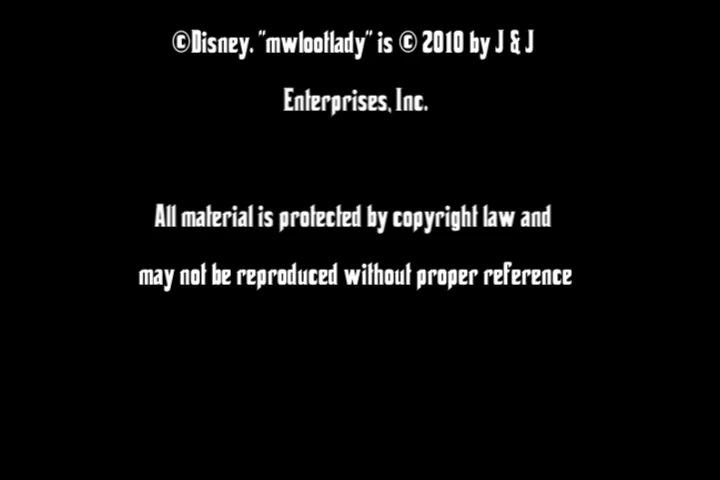 ©Disney. "mwlootlady" is © 2010 by J & J
Enterprises, Inc.
All material is protected by copyright law and
may not be reproduced without proper reference